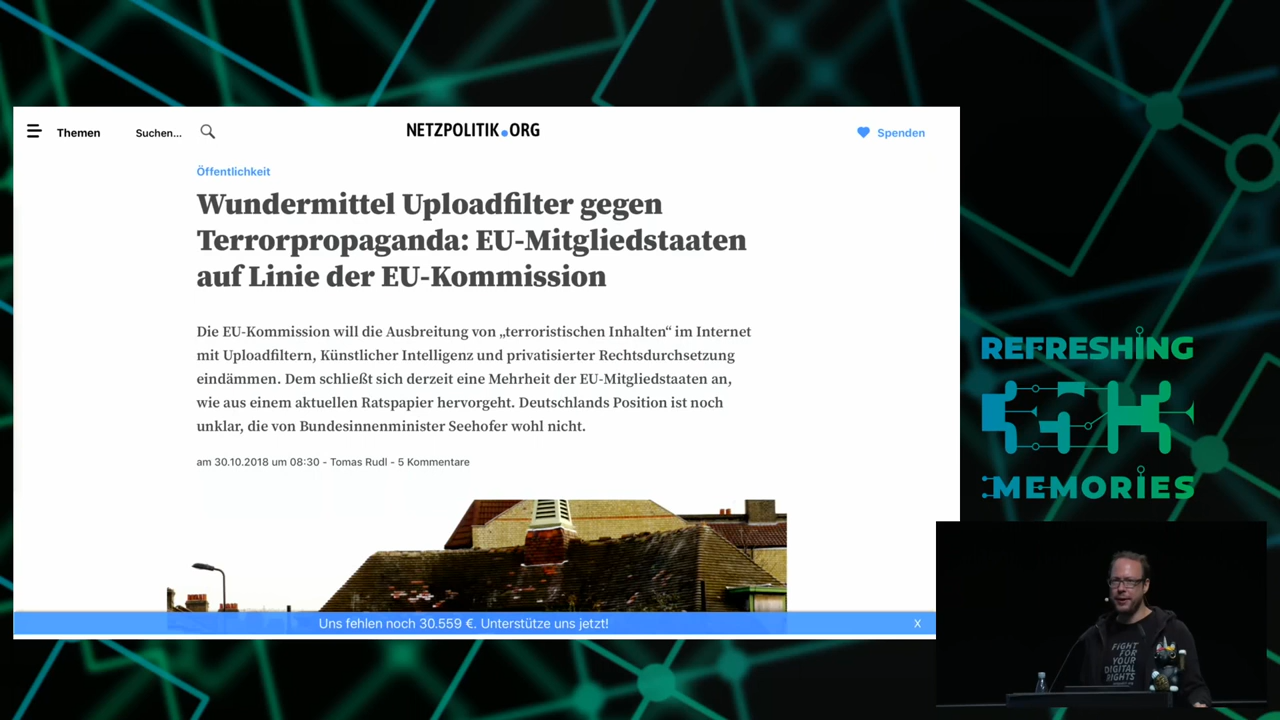 Themen
Suchen...
NETZPOLITIK.ORG
Spenden
Öffentlichkeit
Wundermittel Uploadfilter gegen
Terrorpropaganda: EU-Mitgliedstaaten
auf Linie der EU-Kommission
Die EU-Kommission will die Ausbreitung von „terroristischen Inhalten“ im Internet
mit Uploadfiltern, Künstlicher Intelligenz und privatisierter Rechtsdurchsetzung
eindämmen. Dem schließt sich derzeit eine Mehrheit der EU-Mitgliedstaaten an,
wie aus einem aktuellen Ratspapier hervorgeht. Deutschlands Position ist noch
unklar, die von Bundesinnenminister Seehofer wohl nicht.
am 30.10.2018 um 08:30 - Tomas Rudl - 5 Kommentare
Uns fehlen noch 30.559 €. Unterstütze uns jetzt!
X
REFRESHING
35C3
MEMORIES
FIGHT
FOR
YOUR
DIGITAL
RIGHTS